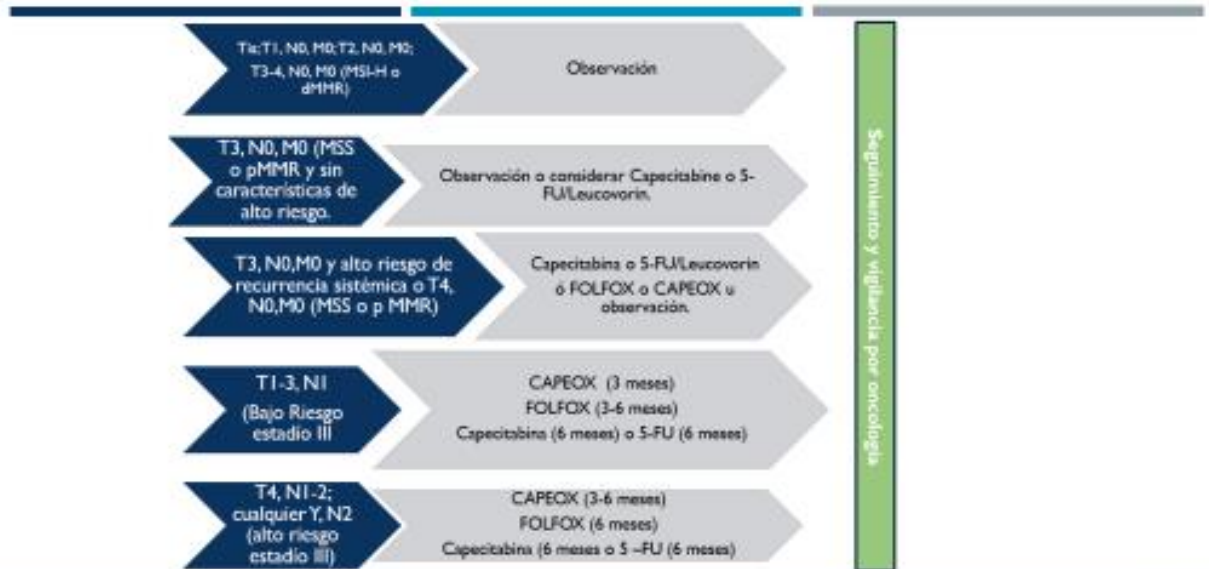 Tis;T1, N0, M0;T2, N0, M0;
T3-4, N0, M0 (MSI-H o
dMMR)
Observación
T3, N0, M0 (MSS
o pMMR y sin
características de
alto riesgo.
Observación o considerar Capecitabine o 5-
FU/Leucovorin.
T3, N0,M0 y alto riesgo de
recurrencia sistémica o T4,
N0,M0 (MSS o p MMR)
Capecitabina o 5-FU/Leucovorin
ó FOLFOX o CAPEOX u
observación.
T1-3, N1
(Bajo Riesgo
estadio III
CAPEOX (3 meses)
FOLFOX (3-6 meses)
Capecitabina (6 meses) o 5-FU (6 meses)
T4, N1-2;
cualquier Y, N2
(alto riesgo
estadio III)
CAPEOX (3-6 meses)
FOLFOX (6 meses)
Capecitabina (6 meses o 5 –FU (6 meses)
Seguimiento y vigilancia por oncología